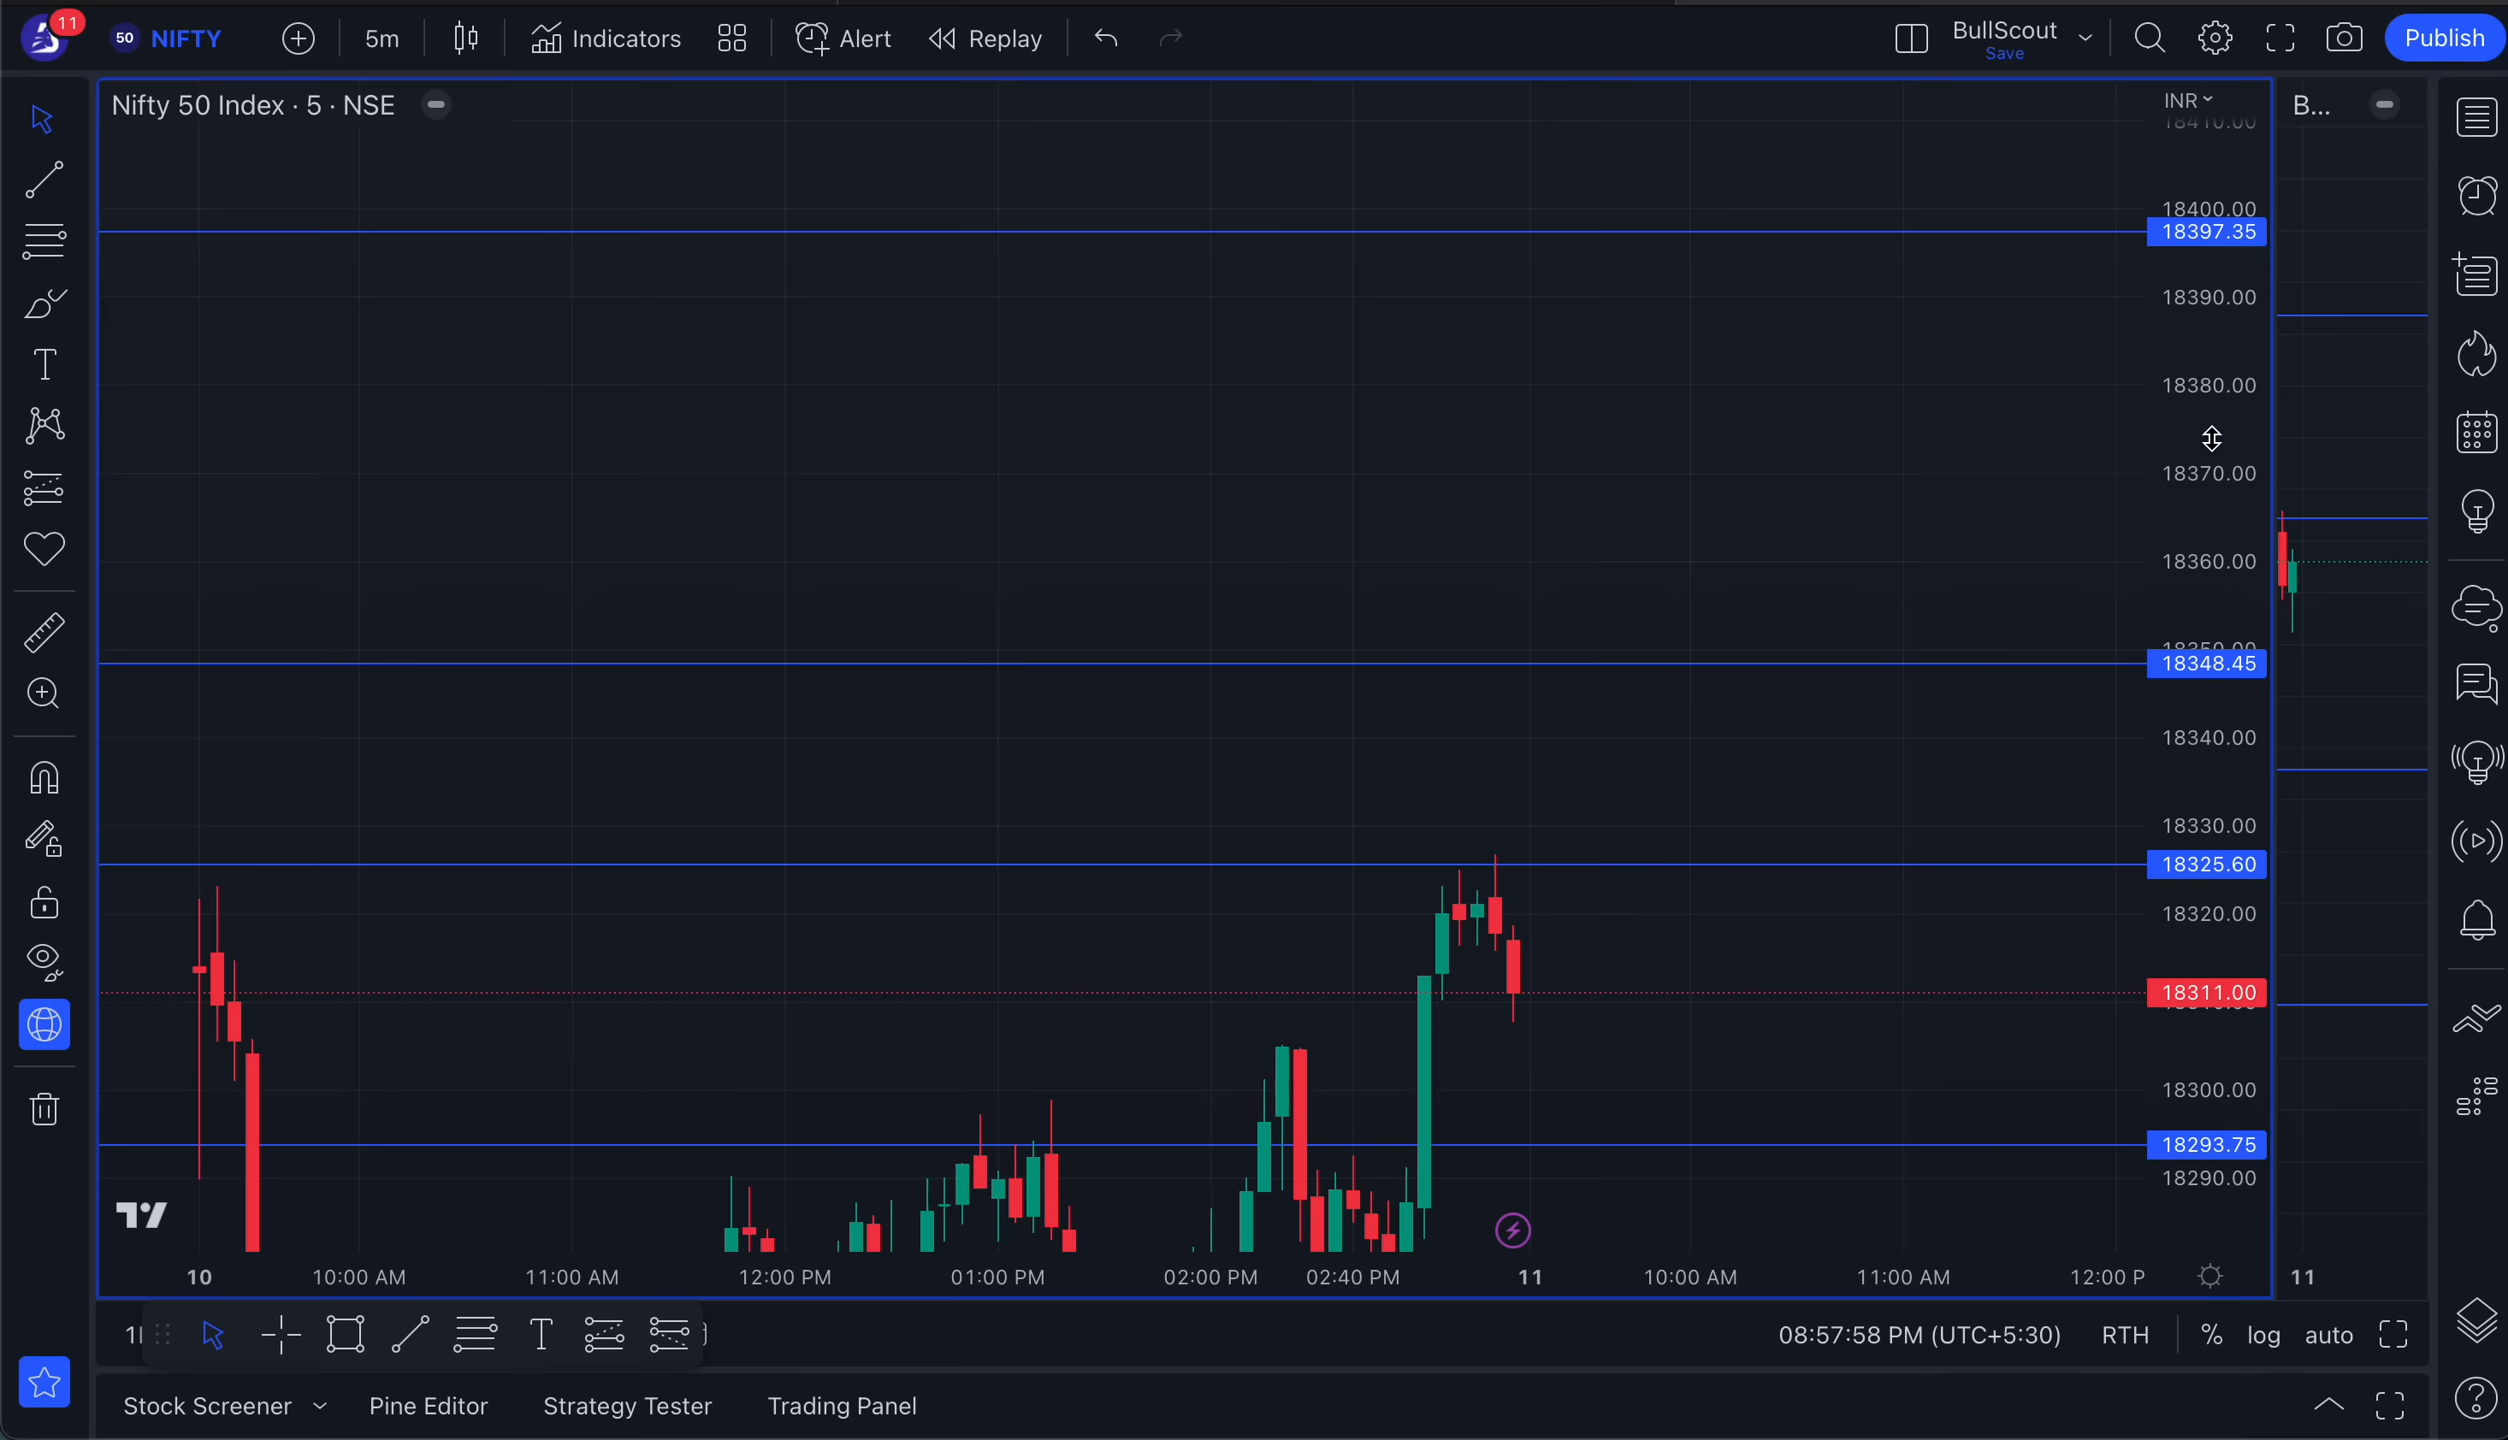 11
50 NIFTY
5m
Indicators
Alert
Replay
BullScout
Save
Publish
Nifty 50 Index · 5 · NSE
INR
B...
18410.00
18400.00
18397.35
18390.00
18380.00
18370.00
18360.00
18350.00
18348.45
18340.00
18330.00
18325.60
18320.00
18311.00
18300.00
18293.75
18290.00
10 10:00 AM 11:00 AM 12:00 PM 01:00 PM 02:00 PM 02:40 PM 11 10:00 AM 11:00 AM 12:00 P
11
08:57:58 PM (UTC+5:30) RTH % log auto
Stock Screener Pine Editor Strategy Tester Trading Panel